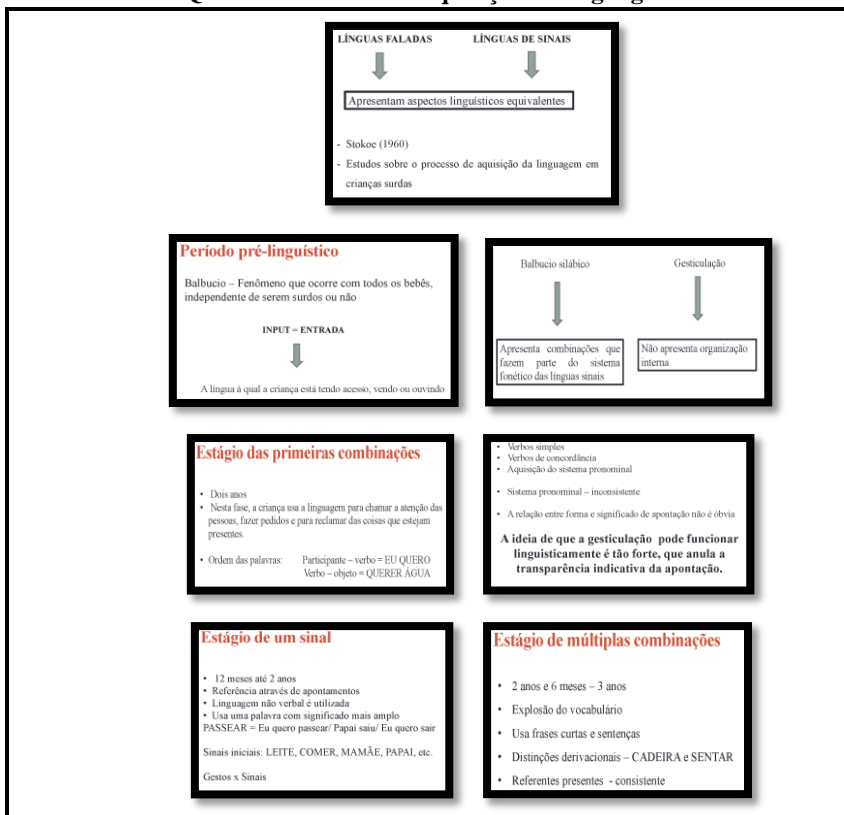 LÍNGUAS FALADAS LÍNGUAS DE SINAIS
Apresentam aspectos linguísticos equivalentes
- Stokoe (1960)
- Estudos sobre o processo de aquisição da linguagem em
crianças surdas
Período pré-linguístico
Balbucio – Fenômeno que ocorre com todos os bebês,
independente de serem surdos ou não
INPUT = ENTRADA
A língua à qual a criança está tendo acesso, vendo ou ouvindo
Balbucio silábico Gesticulação
Apresenta combinações que
fazem parte do sistema
fonético das línguas sinais
Não apresenta organização
interna
Estágio das primeiras combinações
• Dois anos
• Nesta fase, a criança usa a linguagem para chamar a atenção das
pessoas, fazer pedidos e para reclamar das coisas que estejam
presentes.
• Ordem das palavras: Participante – verbo = EU QUERO
Verbo – objeto = QUERER ÁGUA
• Verbos simples
• Verbos de concordância
• Aquisição do sistema pronominal
• Sistema pronominal – inconsistente
• A relação entre forma e significado de apontação não é óbvia
A ideia de que a gesticulação pode funcionar
linguisticamente é tão forte, que anula a
transparência indicativa da apontação.
Estágio de um sinal
• 12 meses até 2 anos
• Referência através de apontamentos
• Linguagem não verbal é utilizada
• Usa uma palavra com significado mais amplo
PASSEAR = Eu quero passear/ Papai saiu/ Eu quero sair
Sinais iniciais: LEITE, COMER, MAMÃE, PAPAI, etc.
Gestos x Sinais
Estágio de múltiplas combinações
• 2 anos e 6 meses – 3 anos
• Explosão do vocabulário
• Usa frases curtas e sentenças
• Distinções derivacionais – CADEIRA e SENTAR
• Referentes presentes - consistente